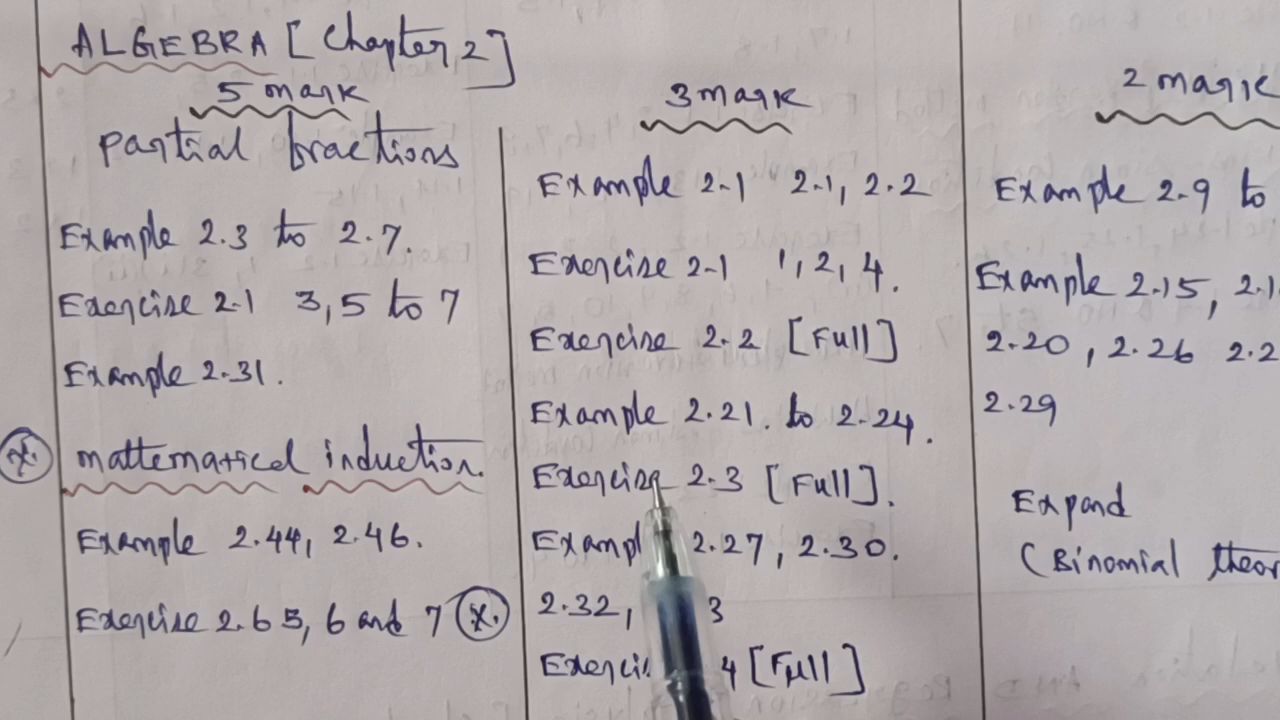 ALGEBRA [Chapter 2]
5 mark
Partial fractions
Example 2.3 to 2.7.
Exercise 2.1 3, 5 to 7
Example 2.31.
mathematical induction.
Example 2.44, 2.46.
Exercise 2.6 5, 6 and 7
3 mark
Example 2.1 2.1, 2.2
Exercise 2.1 1, 2, 4.
Exercise 2.2 [Full]
Example 2.21. to 2.24.
Exercise 2.3 [Full].
2.27, 2.30.
2.32,
4 [Full]
2 mark
Example 2.9 to
Example 2.15,
2.20, 2.26
2.29
Expand
(Binomial